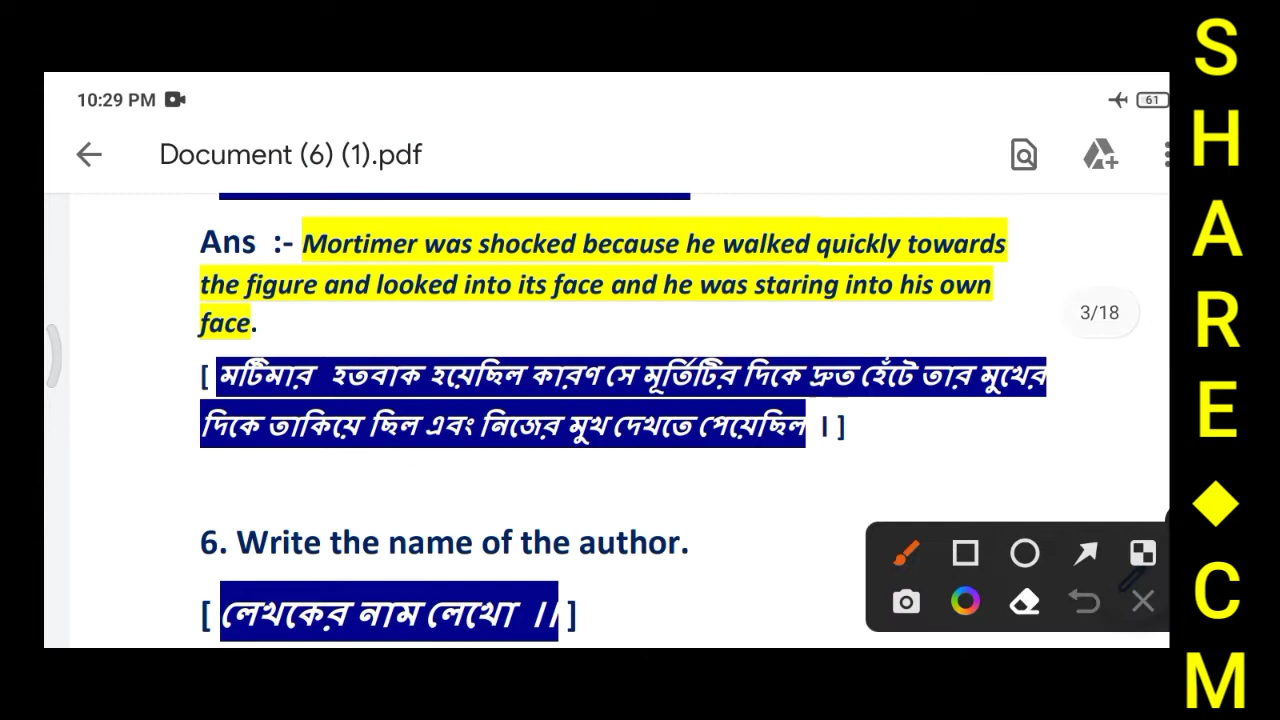 10:29 PM
61
Document (6) (1).pdf
Ans :- Mortimer was shocked because he walked quickly towards
the figure and looked into its face and he was staring into his own
face.
3/18
[ মর্টিমার হতবাক হয়েছিল কারণ সে মূর্তিটির দিকে দ্রুত হেঁটে তার মুখের
দিকে তাকিয়ে ছিল এবং নিজের মুখ দেখতে পেয়েছিল । ]
6. Write the name of the author.
[ লেখকের নাম লেখো ।। ]
SHARE◆CM